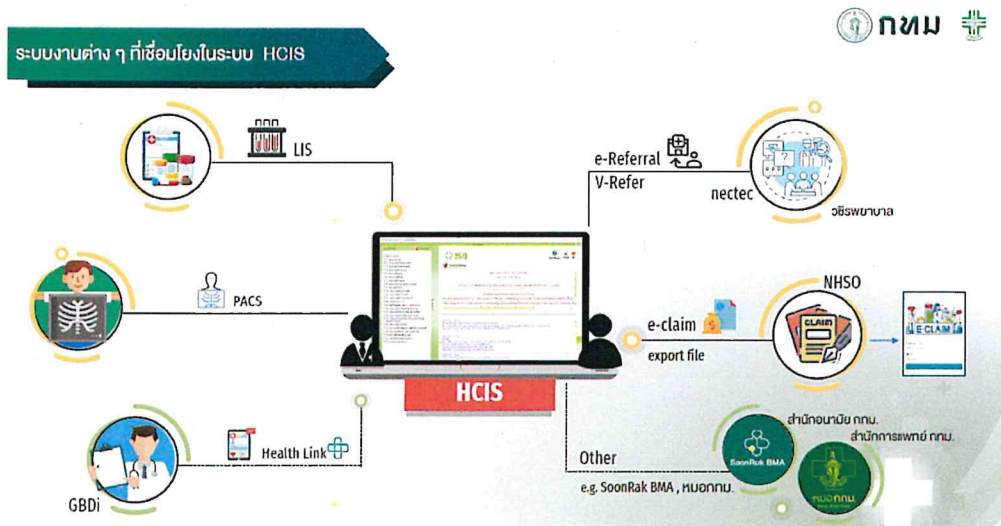 กทม
ระบบงานต่าง ๆ ที่เชื่อมโยงในระบบ HCIS
LIS
e-Referral
V-Refer
nectec
วชิรพยาบาล
PACS
NHSO
CLAIM
E-CLAIM
e-claim
export file
HCIS
สำนักอนามัย กทม.
สำนักการแพทย์ กทม.
SoonRak BMA
หมอกทม
Health Link
GBDi
Other
e.g. SoonRak BMA , หมอกทม.